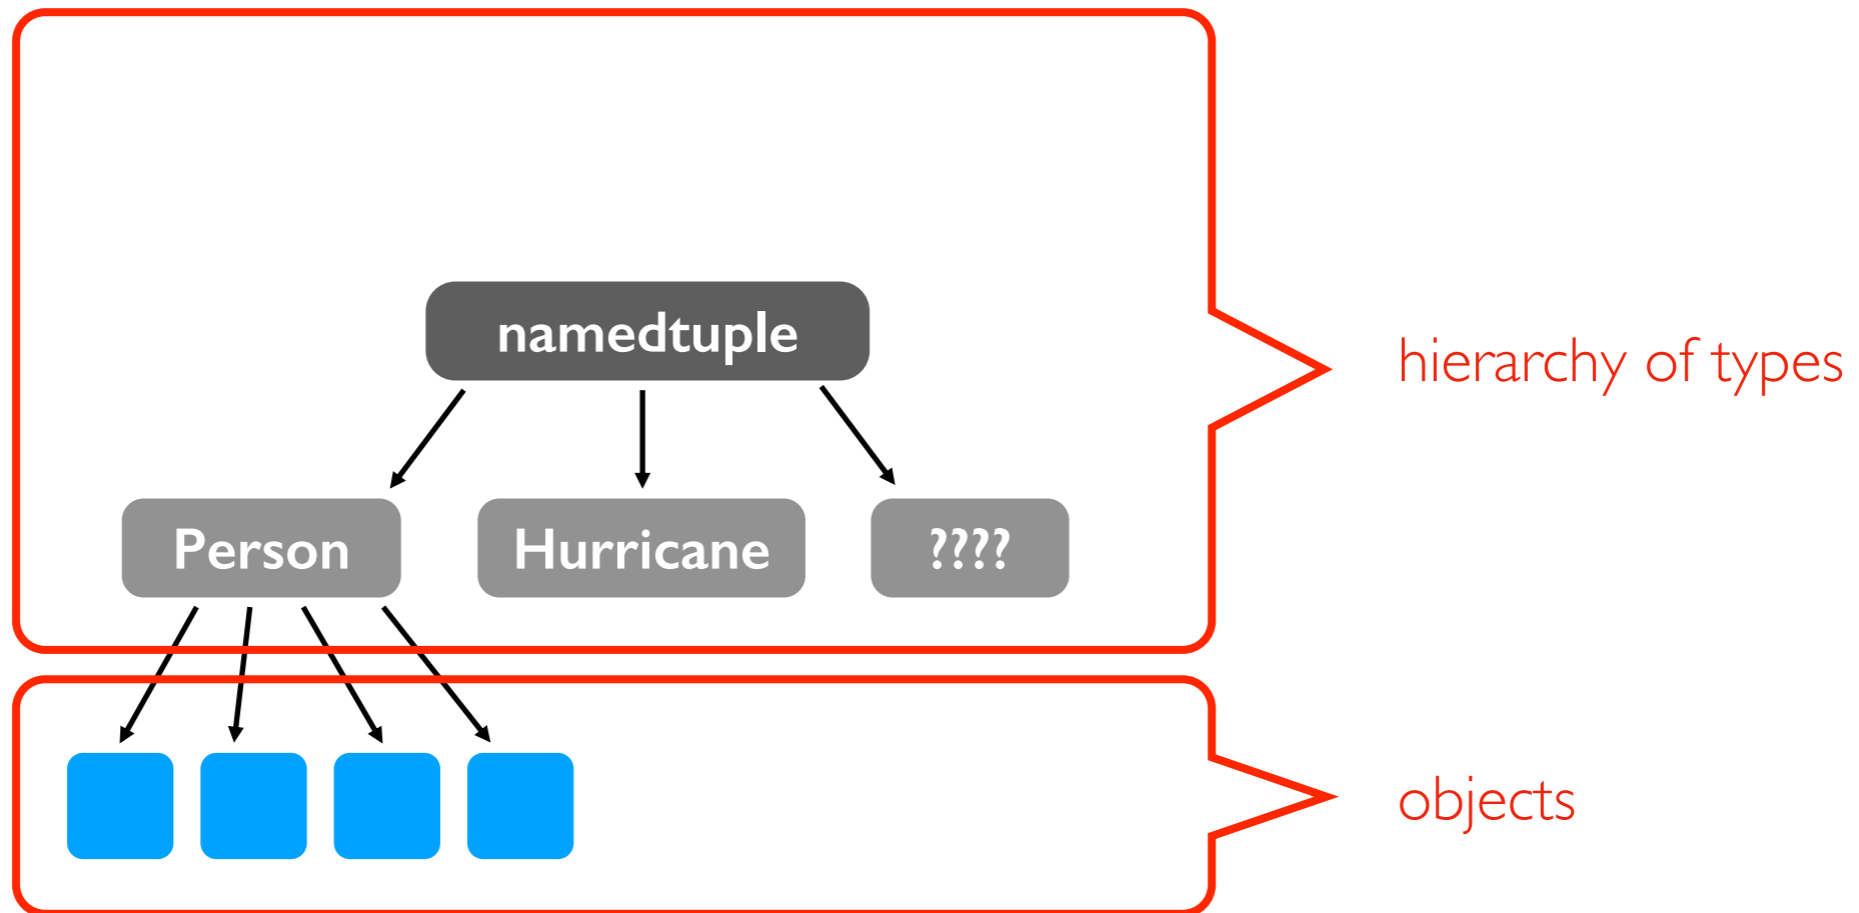 namedtuple
hierarchy of types
Person
Hurricane
????
objects